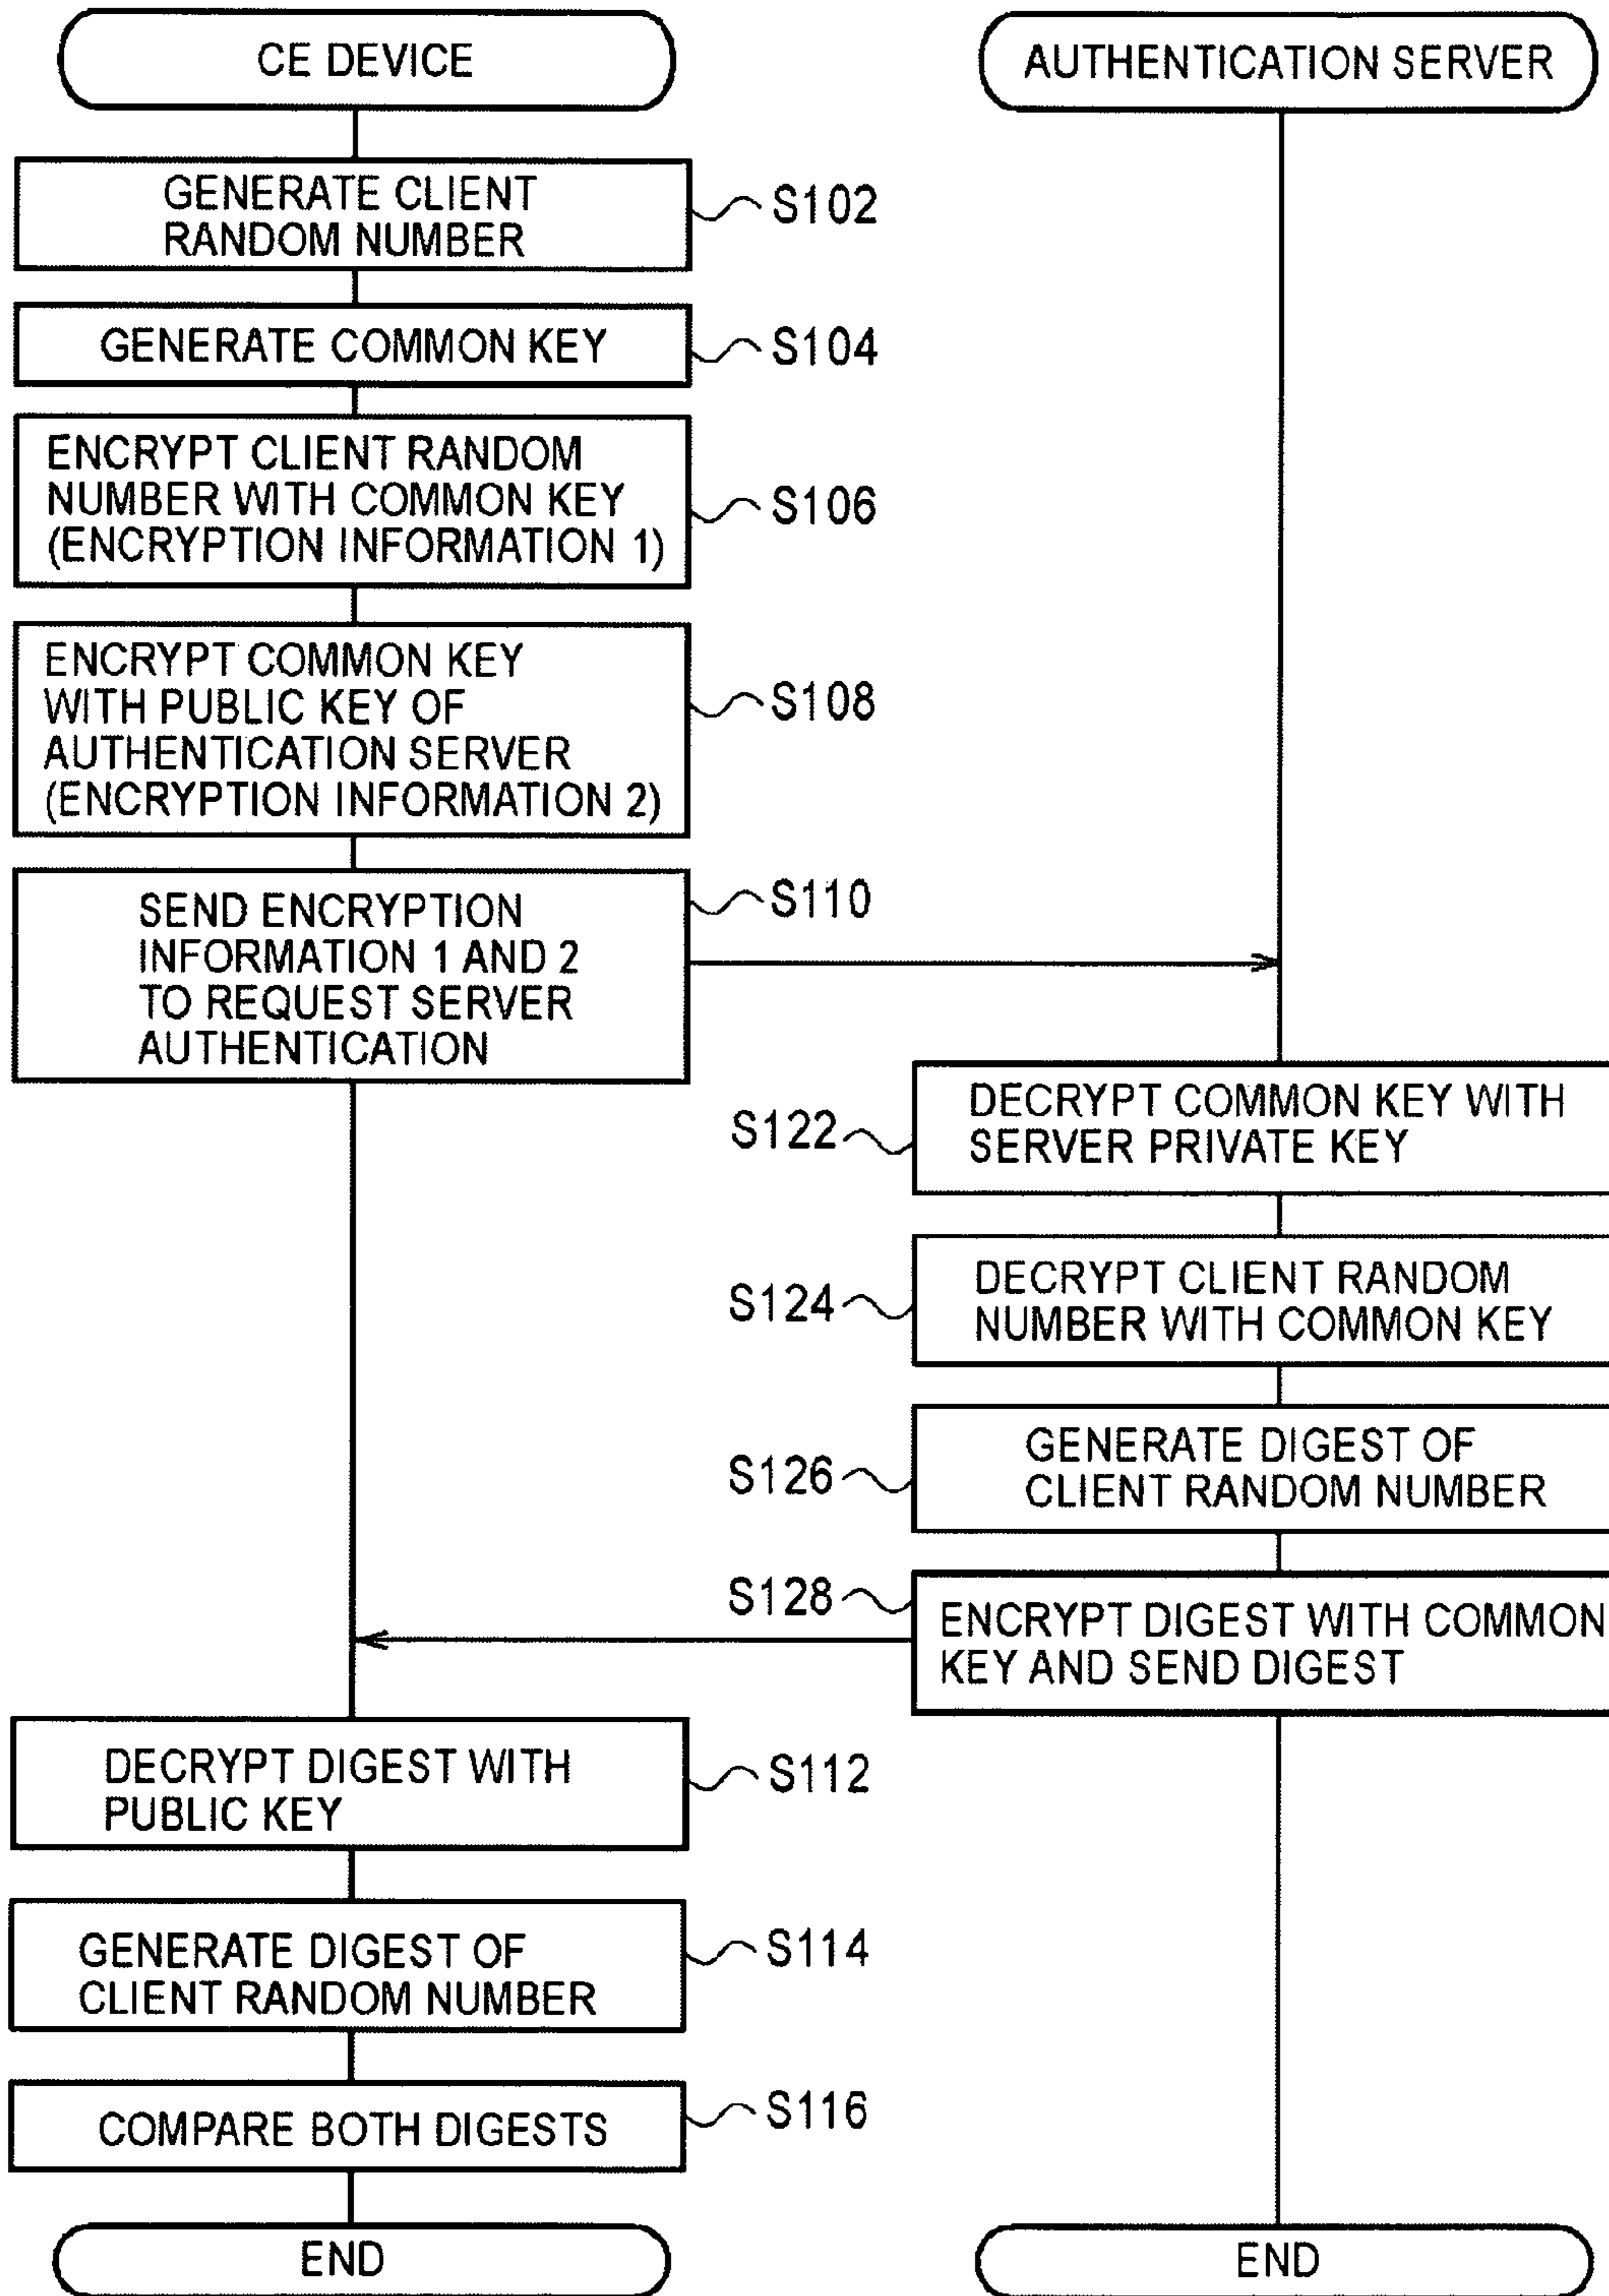 CE DEVICE
AUTHENTICATION SERVER
GENERATE CLIENT
RANDOM NUMBER
S102
GENERATE COMMON KEY
S104
ENCRYPT CLIENT RANDOM
NUMBER WITH COMMON KEY
(ENCRYPTION INFORMATION 1)
S106
ENCRYPT COMMON KEY
WITH PUBLIC KEY OF
AUTHENTICATION SERVER
(ENCRYPTION INFORMATION 2)
S108
SEND ENCRYPTION
INFORMATION 1 AND 2
TO REQUEST SERVER
AUTHENTICATION
S110
S122
DECRYPT COMMON KEY WITH
SERVER PRIVATE KEY
S124
DECRYPT CLIENT RANDOM
NUMBER WITH COMMON KEY
S126
GENERATE DIGEST OF
CLIENT RANDOM NUMBER
S128
ENCRYPT DIGEST WITH COMMON
KEY AND SEND DIGEST
DECRYPT DIGEST WITH
PUBLIC KEY
S112
GENERATE DIGEST OF
CLIENT RANDOM NUMBER
S114
COMPARE BOTH DIGESTS
S116
END
END